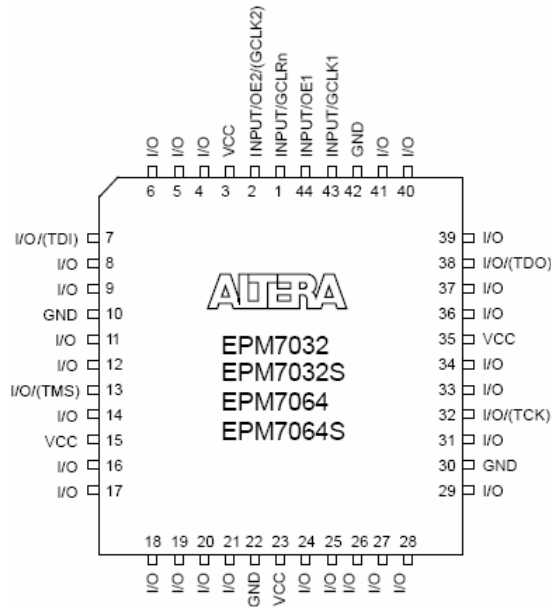 I/O I/O I/O VCC INPUT/OE2/(GCLK2) INPUT/GCLRn INPUT/OE1 INPUT/GCLK1 GND I/O I/O
6 5 4 3 2 1 44 43 42 41 40
I/O/(TDI) 7
I/O 8
I/O 9
GND 10
I/O 11
I/O 12
I/O/(TMS) 13
I/O 14
VCC 15
I/O 16
I/O 17
ALTERA
EPM7032
EPM7032S
EPM7064
EPM7064S
39 I/O
38 I/O/(TDO)
37 I/O
36 I/O
35 VCC
34 I/O
33 I/O
32 I/O/(TCK)
31 I/O
30 GND
29 I/O
18 19 20 21 22 23 24 25 26 27 28
I/O I/O I/O I/O GND VCC I/O I/O I/O I/O I/O